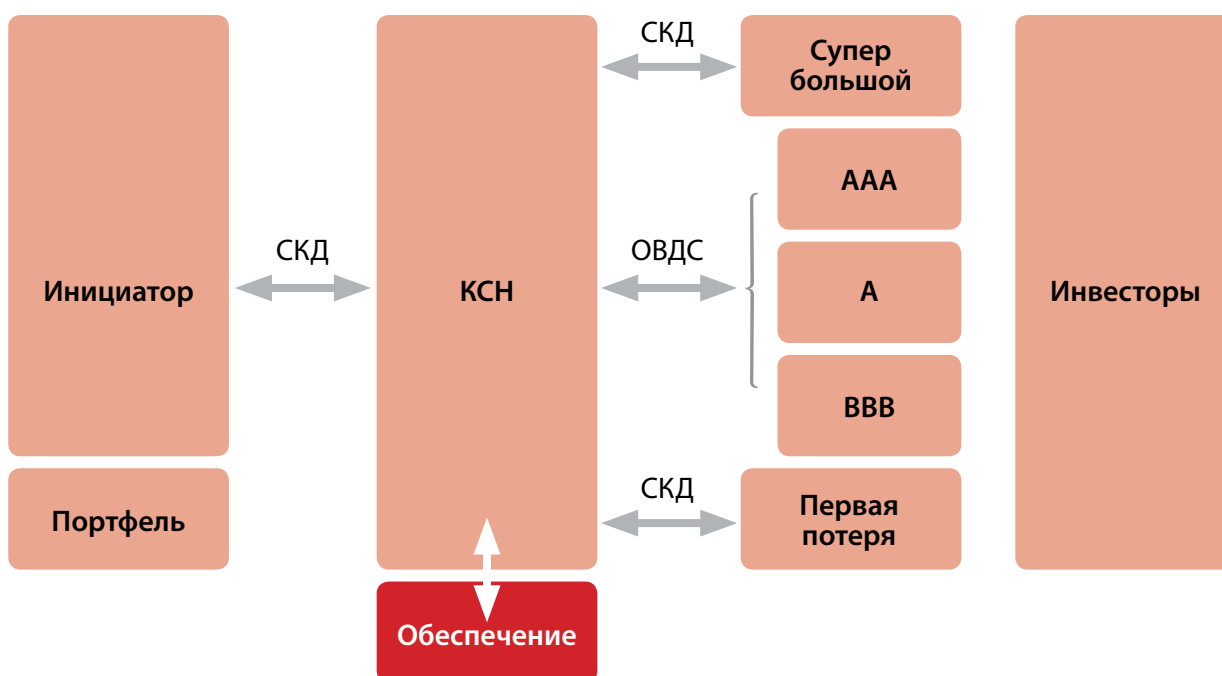 Инициатор
Портфель
СКД
КСН
Обеспечение
СКД
ОВДС
СКД
Супер
большой
ААА
А
ВВВ
Первая
потеря
Инвесторы